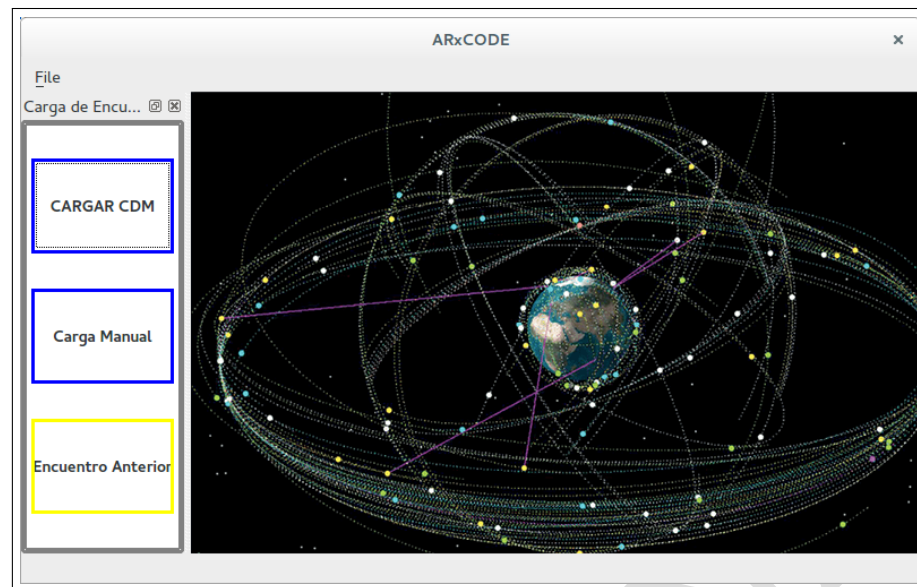 ARxCODE
File
Carga de Encu...
CARGAR CDM
Carga Manual
Encuentro Anterior